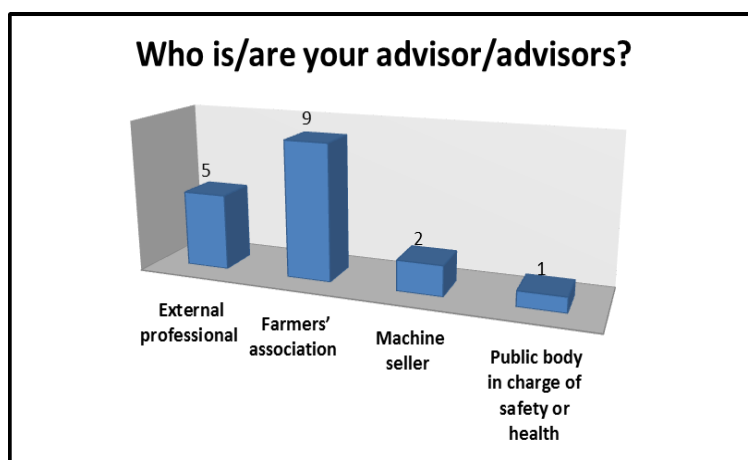 Who is/are your advisor/advisors?
5
9
2
1
External
professional
Farmers'
association
Machine
seller
Public body
in charge of
safety or
health